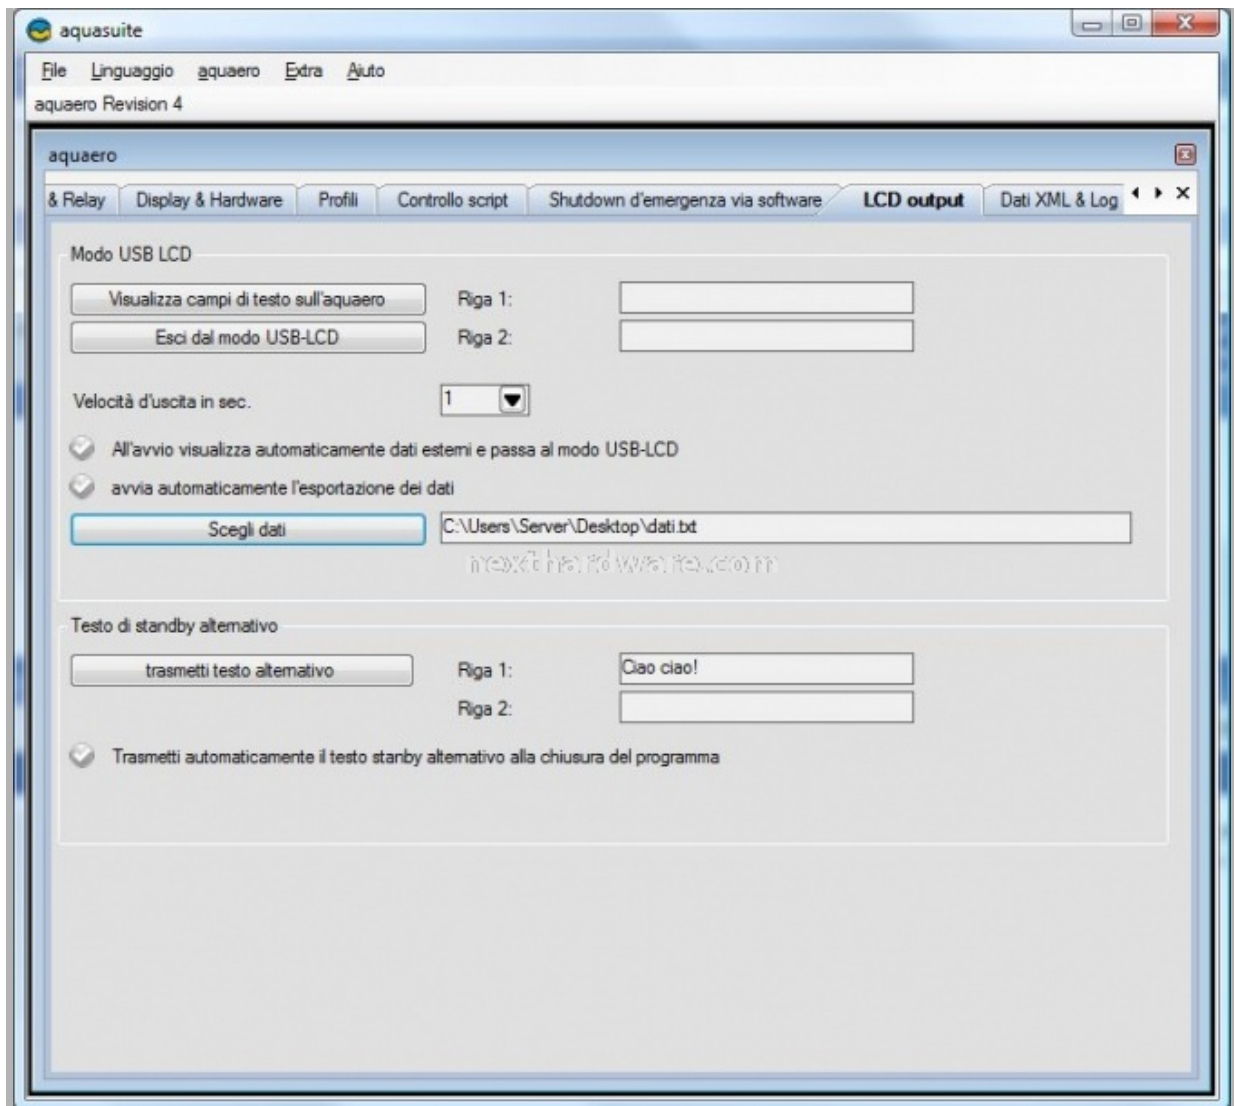 aquasuite
File Linguaggio aquaero Extra Aiuto
aquaero Revision 4
aquaero
& Relay Display & Hardware Profili Controllo script Shutdown d'emergenza via software LCD output Dati XML & Log
Modo USB LCD
Visualizza campi di testo sull'aquaero Riga 1:
Esci dal modo USB-LCD Riga 2:
Velocità d'uscita in sec. 1
All'avvio visualizza automaticamente dati esterni e passa al modo USB-LCD
avvia automaticamente l'esportazione dei dati
Scegli dati C:\Users\Server\Desktop\dati.txt
nexthardware.com
Testo di standby alternativo
trasmetti testo alternativo Riga 1: Ciao ciao!
Riga 2:
Trasmetti automaticamente il testo stanby alternativo alla chiusura del programma